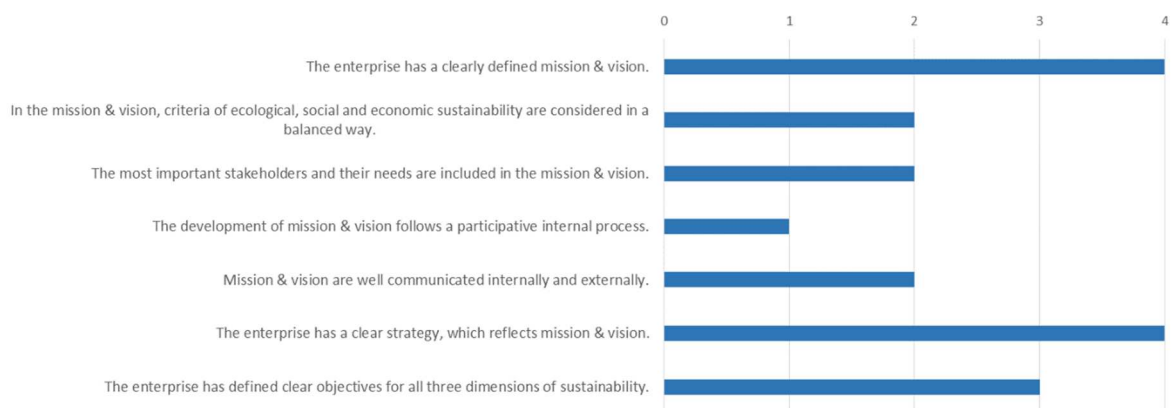 0 1 2 3 4
The enterprise has a clearly defined mission & vision.
In the mission & vision, criteria of ecological, social and economic sustainability are considered in a
balanced way.
The most important stakeholders and their needs are included in the mission & vision.
The development of mission & vision follows a participative internal process.
Mission & vision are well communicated internally and externally.
The enterprise has a clear strategy, which reflects mission & vision.
The enterprise has defined clear objectives for all three dimensions of sustainability.